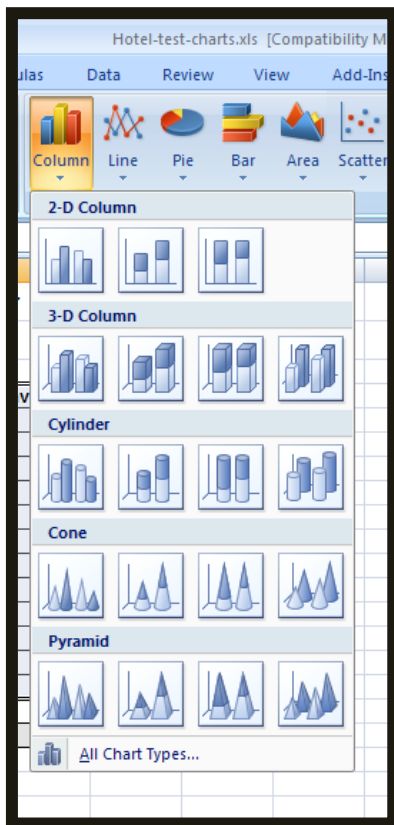 Hotel-test-charts.xls [Compatibility M
ulas Data Review View Add-Ins
Column Line Pie Bar Area Scatter
2-D Column
3-D Column
Cylinder
Cone
Pyramid
All Chart Types...